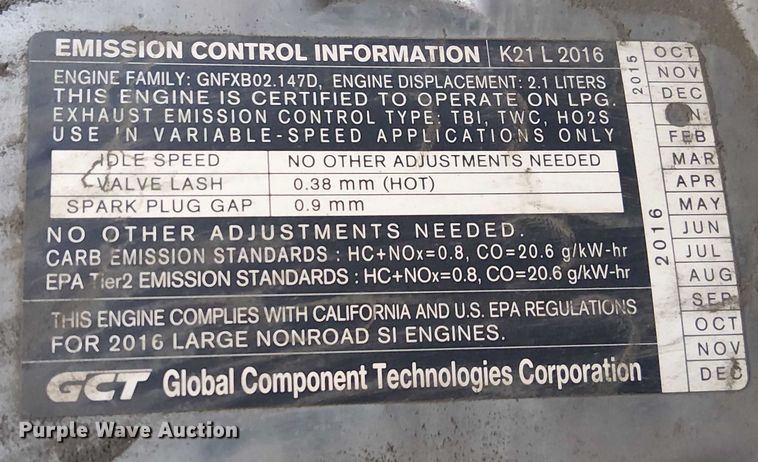 EMISSION CONTROL INFORMATION K21 L 2016
ENGINE FAMILY: GNFXB02.147D, ENGINE DISPLACEMENT: 2.1 LITERS
THIS ENGINE IS CERTIFIED TO OPERATE ON LPG.
EXHAUST EMISSION CONTROL TYPE: TBI, TWC, HO2S
USE IN VARIABLE-SPEED APPLICATIONS ONLY
IDLE SPEED NO OTHER ADJUSTMENTS NEEDED
VALVE LASH 0.38 mm (HOT)
SPARK PLUG GAP 0.9 mm
NO OTHER ADJUSTMENTS NEEDED.
CARB EMISSION STANDARDS : HC+NOx=0.8, CO=20.6 g/kW-hr
EPA Tier2 EMISSION STANDARDS : HC+NOx=0.8, CO=20.6 g/kW-hr
THIS ENGINE COMPLIES WITH CALIFORNIA AND U.S. EPA REGULATIONS
FOR 2016 LARGE NONROAD SI ENGINES.
GCT Global Component Technologies Corporation
2015
OCT
NOV
DEC
2016
FEB
MAR
APR
MAY
JUN
JUL
AUG
SEP
OCT
NOV
DEC
Purple Wave Auction